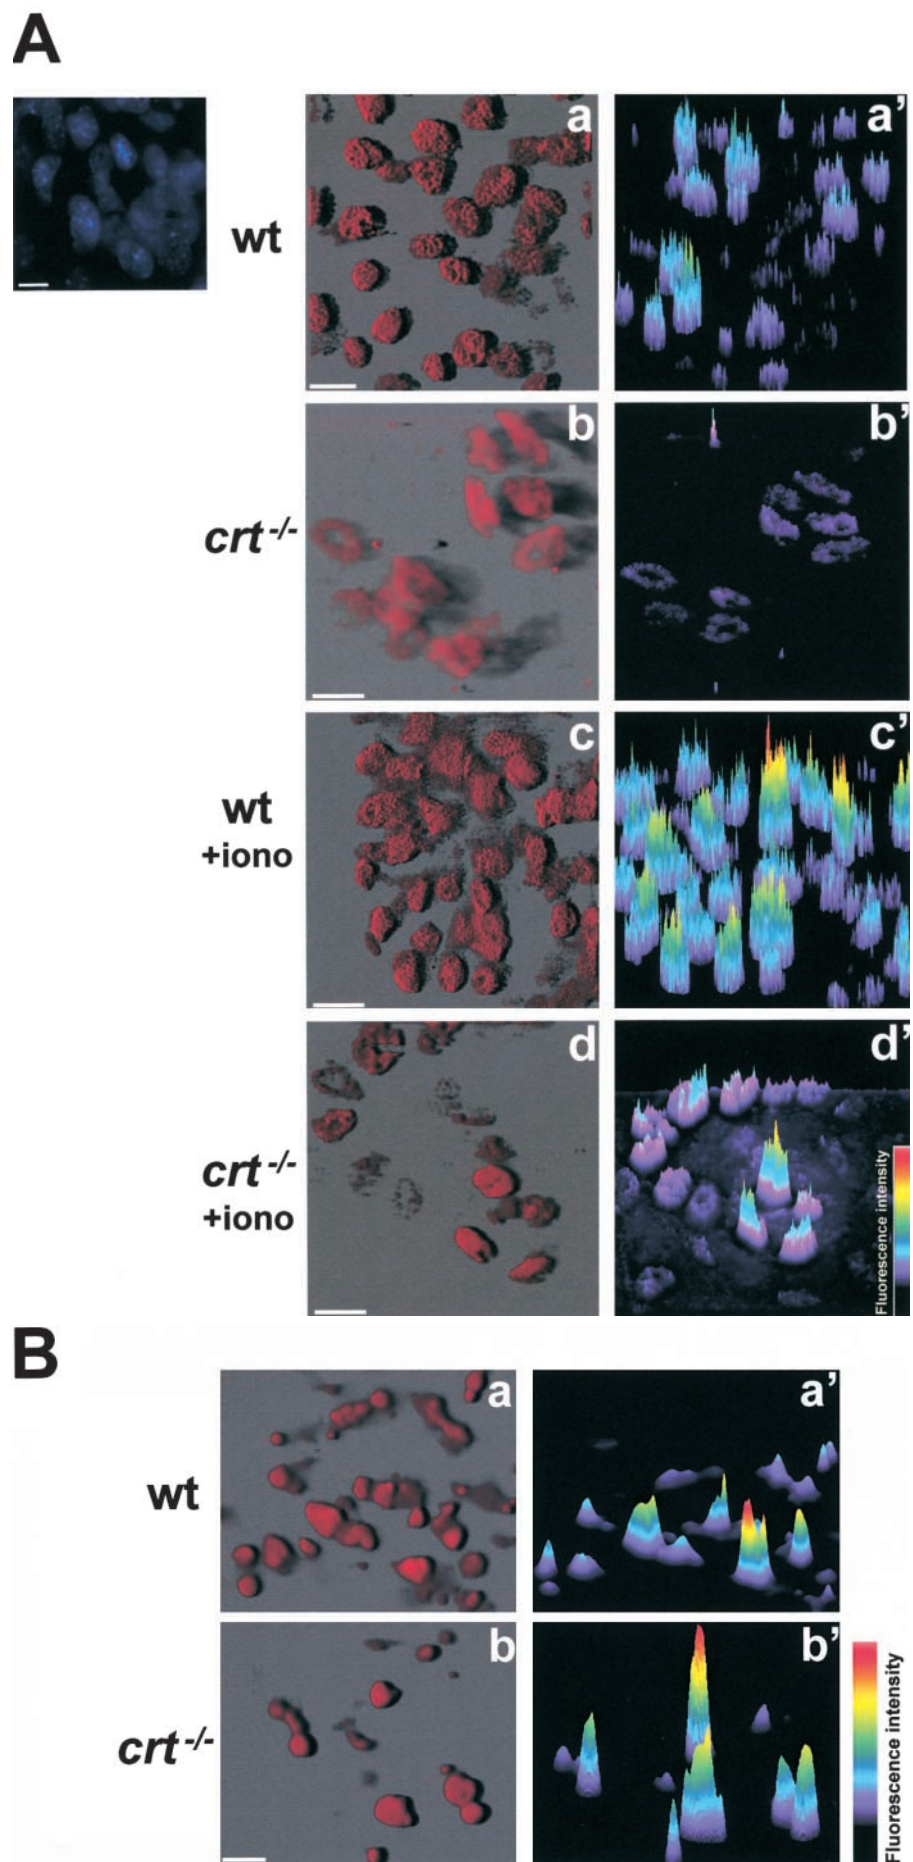 A
a
a’
wt
b
b’
crt -/-
c
c’
wt
+iono
d
d’
crt -/-
+iono
Fluorescence intensity
B
a
a’
wt
b
b’
crt -/-
Fluorescence intensity